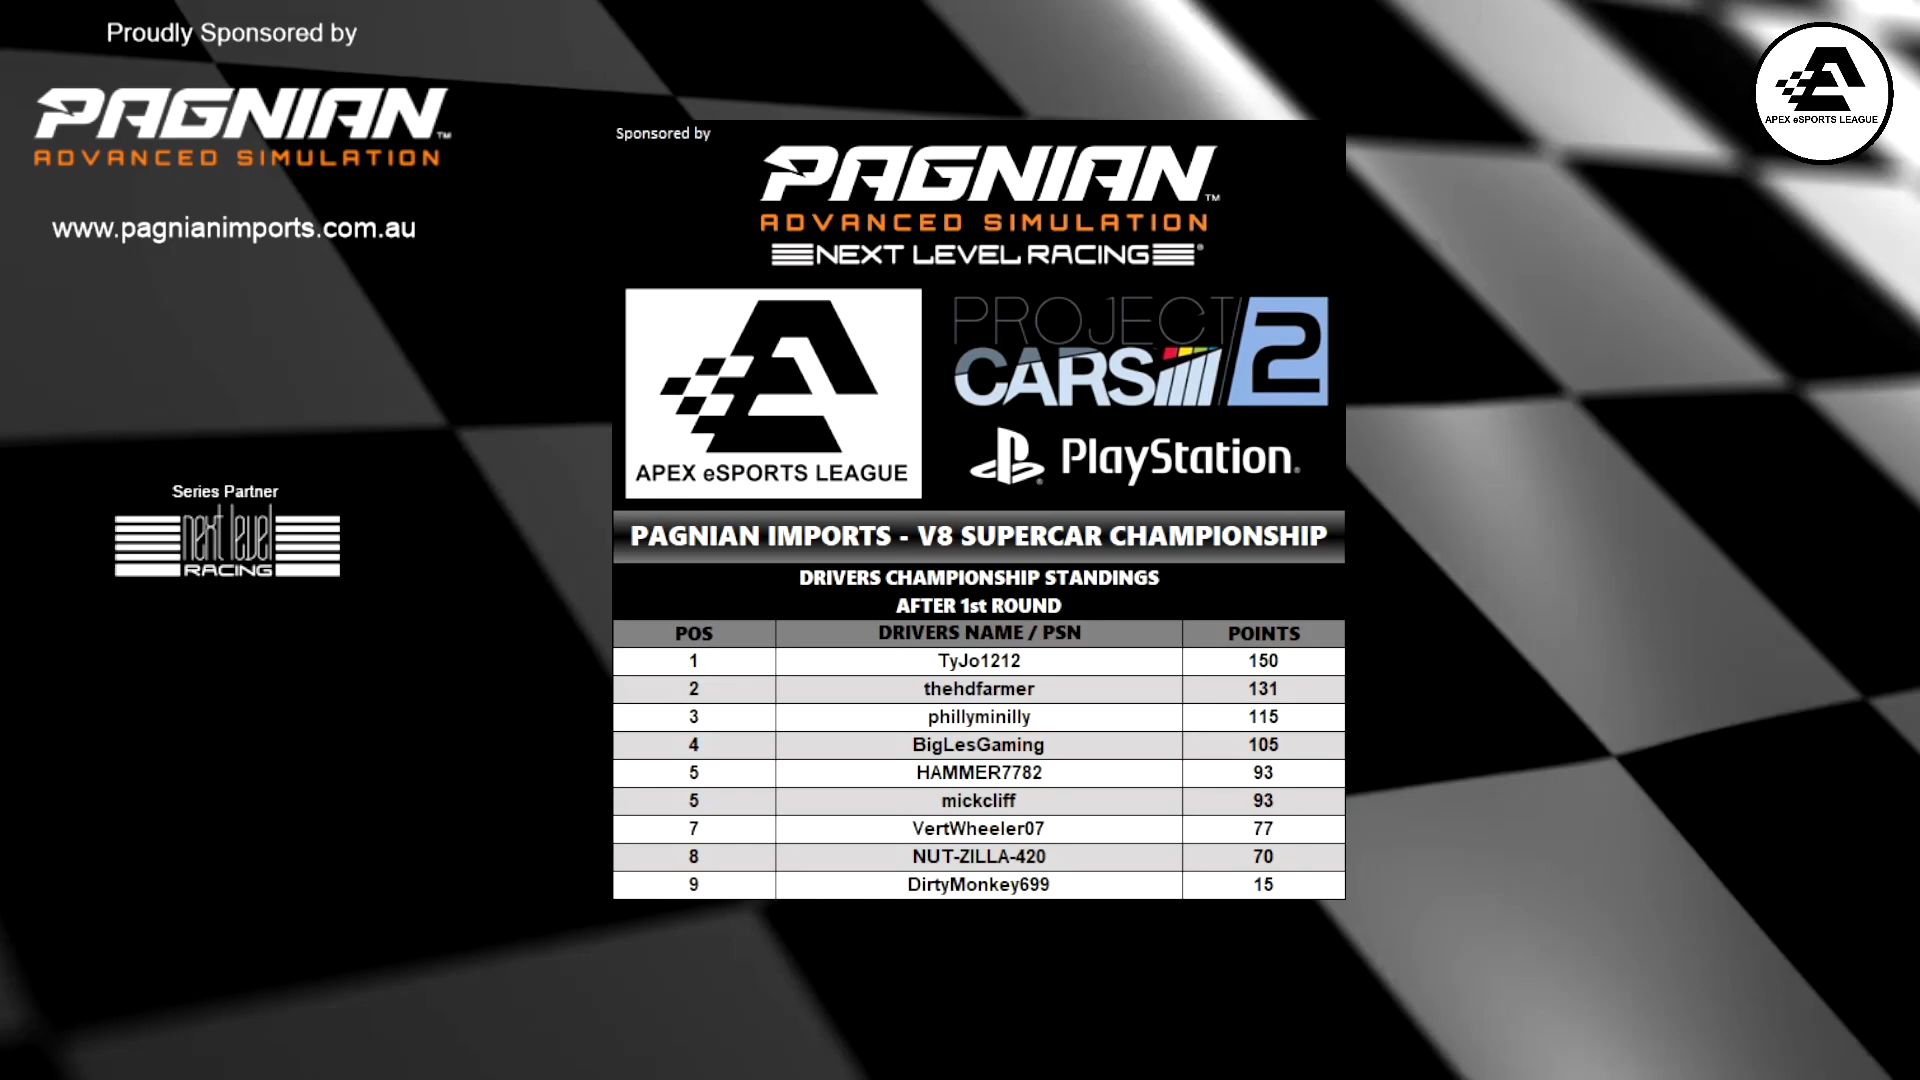 Proudly Sponsored by
PAGNIAN™
ADVANCED SIMULATION
www.pagnianimports.com.au
Series Partner
next level
RACING
APEX eSPORTS LEAGUE
Sponsored by
PAGNIAN™
ADVANCED SIMULATION
NEXT LEVEL RACING®
APEX eSPORTS LEAGUE
PROJECT
CARS 2
PlayStation®
PAGNIAN IMPORTS - V8 SUPERCAR CHAMPIONSHIP
DRIVERS CHAMPIONSHIP STANDINGS
AFTER 1st ROUND
POS DRIVERS NAME / PSN POINTS
1 TyJo1212 150
2 thehdfarmer 131
3 phillyminilly 115
4 BigLesGaming 105
5 HAMMER7782 93
5 mickcliff 93
7 VertWheeler07 77
8 NUT-ZILLA-420 70
9 DirtyMonkey699 15